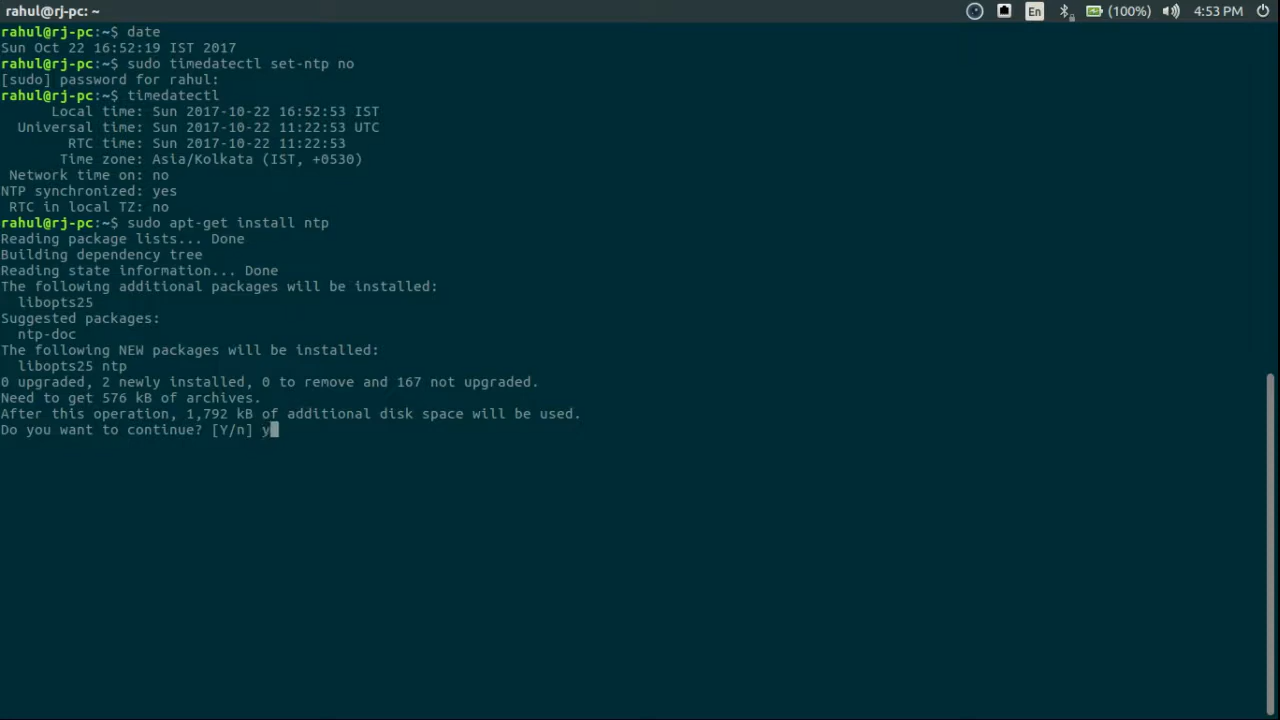 rahul@rj-pc: ~ En (100%) 4:53 PM
rahul@rj-pc:~$ date
Sun Oct 22 16:52:19 IST 2017
rahul@rj-pc:~$ sudo timedatectl set-ntp no
[sudo] password for rahul:
rahul@rj-pc:~$ timedatectl
      Local time: Sun 2017-10-22 16:52:53 IST
  Universal time: Sun 2017-10-22 11:22:53 UTC
        RTC time: Sun 2017-10-22 11:22:53
       Time zone: Asia/Kolkata (IST, +0530)
 Network time on: no
NTP synchronized: yes
 RTC in local TZ: no
rahul@rj-pc:~$ sudo apt-get install ntp
Reading package lists... Done
Building dependency tree
Reading state information... Done
The following additional packages will be installed:
  libopts25
Suggested packages:
  ntp-doc
The following NEW packages will be installed:
  libopts25 ntp
0 upgraded, 2 newly installed, 0 to remove and 167 not upgraded.
Need to get 576 kB of archives.
After this operation, 1,792 kB of additional disk space will be used.
Do you want to continue? [Y/n] y